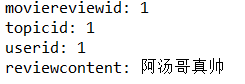 moviereviewid: 1
topicid: 1
userid: 1
reviewcontent: 阿汤哥真帅